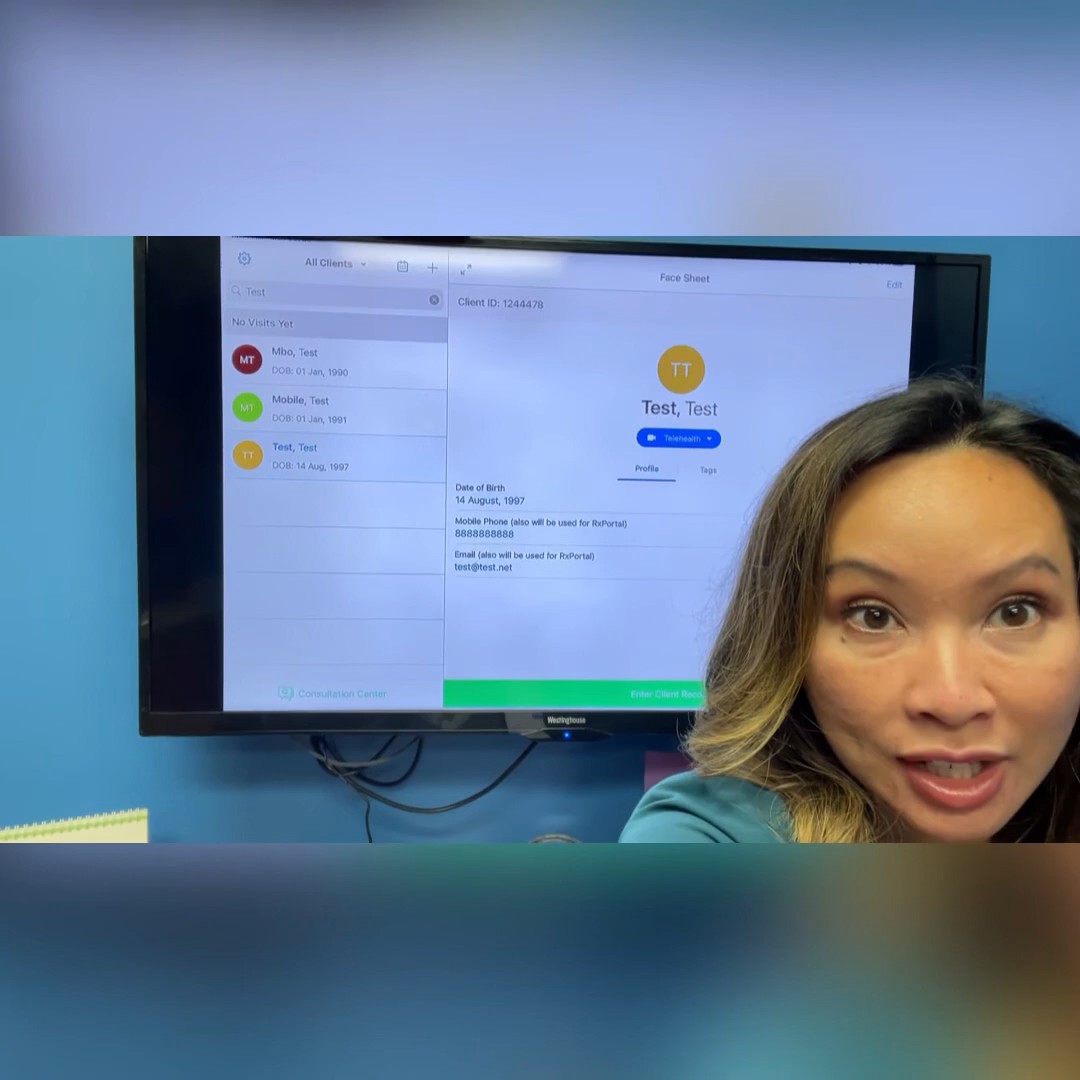 All Clients
Test
No Visits Yet
MT
Mbo, Test
DOB: 01 Jan, 1990
MT
Mobile, Test
DOB: 01 Jan, 1991
TT
Test, Test
DOB: 14 Aug, 1997
Consultation Center
Face Sheet
Edit
Client ID: 1244478
TT
Test, Test
Telehealth
Profile
Tags
Date of Birth
14 August, 1997
Mobile Phone (also will be used for RxPortal)
8888888888
Email (also will be used for RxPortal)
test@test.net
Enter Client Reco
Westinghouse